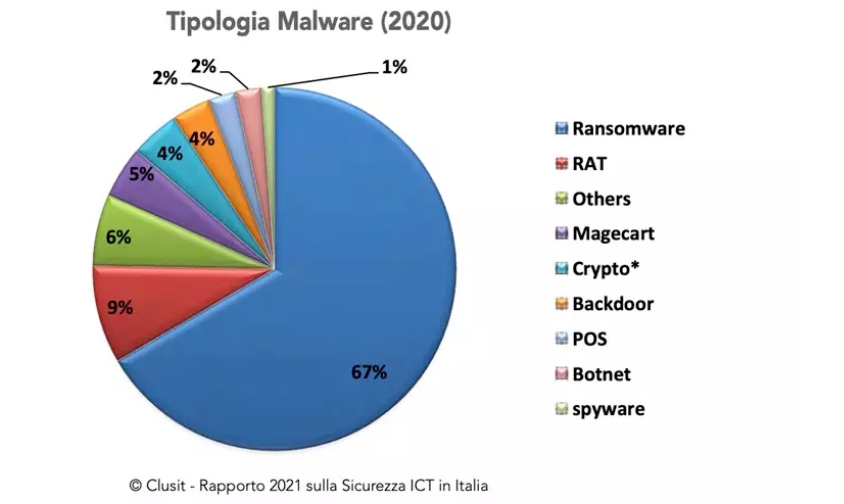 Tipologia Malware (2020)
2%
2%
1%
4%
4%
5%
6%
9%
67%
Ransomware
RAT
Others
Magecart
Crypto*
Backdoor
POS
Botnet
spyware
© Clusit - Rapporto 2021 sulla Sicurezza ICT in Italia